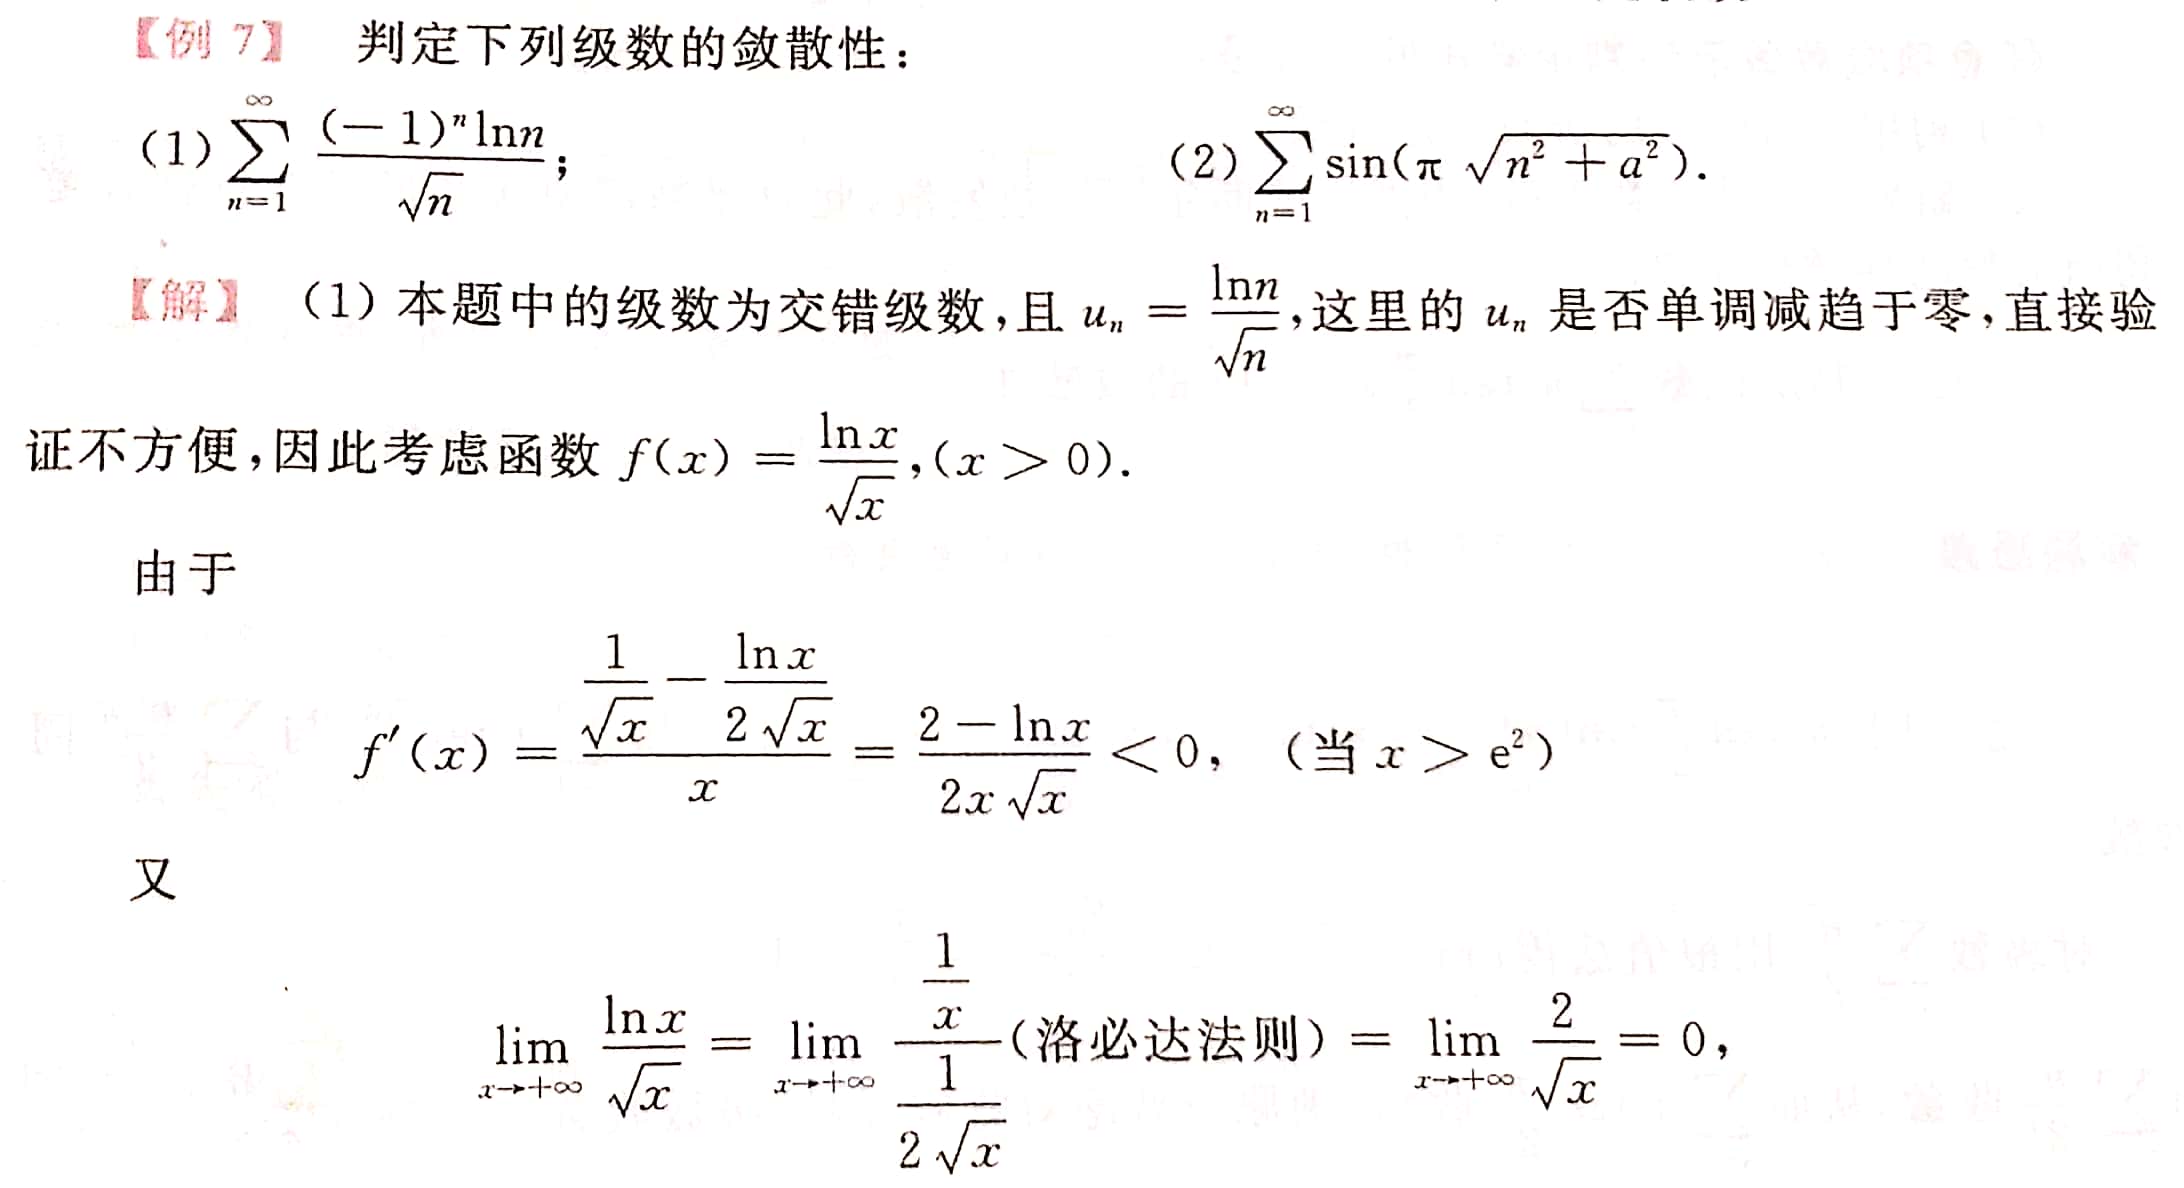 【例 7】 判定下列级数的敛散性：
(1) $\sum_{n=1}^{\infty} \frac{(-1)^n \ln n}{\sqrt{n}}$； (2) $\sum_{n=1}^{\infty} \sin(\pi \sqrt{n^2 + a^2})$.
【解】 (1) 本题中的级数为交错级数，且 $u_n = \frac{\ln n}{\sqrt{n}}$，这里的 $u_n$ 是否单调减趋于零，直接验
证不方便，因此考虑函数 $f(x) = \frac{\ln x}{\sqrt{x}}$，$(x > 0)$.
由于
$f'(x) = \frac{\frac{1}{\sqrt{x}} - \frac{\ln x}{2\sqrt{x}}}{x} = \frac{2 - \ln x}{2x\sqrt{x}} < 0$， (当 $x > \mathrm{e}^2$)
又
$\lim_{x \to +\infty} \frac{\ln x}{\sqrt{x}} = \lim_{x \to +\infty} \frac{\frac{1}{x}}{\frac{1}{2\sqrt{x}}}$(洛必达法则)$= \lim_{x \to +\infty} \frac{2}{\sqrt{x}} = 0$，